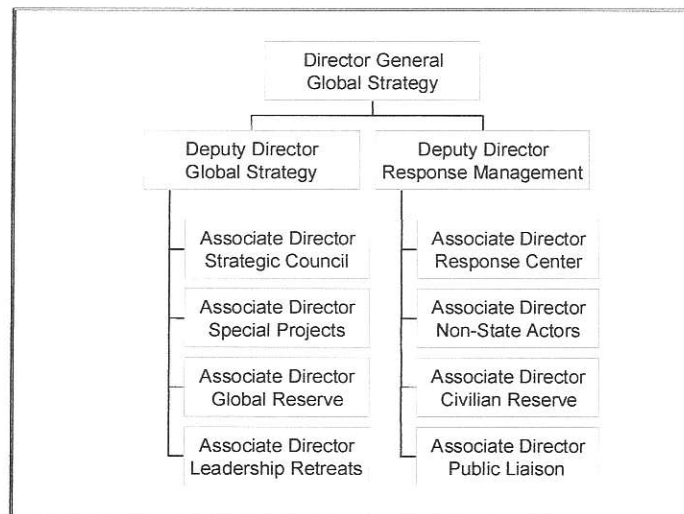 Director General
Global Strategy
Deputy Director
Global Strategy
Deputy Director
Response Management
Associate Director
Strategic Council
Associate Director
Response Center
Associate Director
Special Projects
Associate Director
Non-State Actors
Associate Director
Global Reserve
Associate Director
Civilian Reserve
Associate Director
Leadership Retreats
Associate Director
Public Liaison